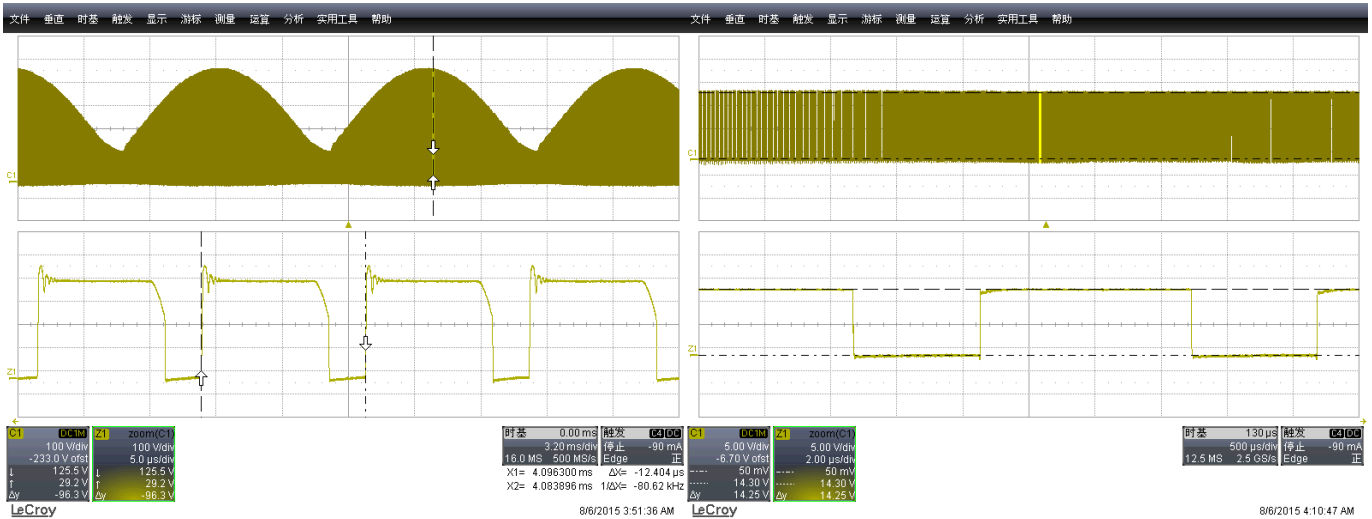 文件 垂直 时基 触发 显示 游标 测量 运算 分析 实用工具 帮助
C1
Z1
C1 DC1M
100 V/div
-233.0 V ofst
↓ 125.5 V
↑ 29.2 V
Δy -96.3 V
Z1 zoom(C1)
100 V/div
5.0 µs/div
↓ 125.5 V
↑ 29.2 V
Δy -96.3 V
时基 0.00 ms
3.20 ms/div
16.0 MS 500 MS/s
触发 C4 DC
停止 -90 mA
Edge 正
X1= 4.096300 ms ΔX= -12.404 µs
X2= 4.083896 ms 1/ΔX= -80.62 kHz
LeCroy
8/6/2015 3:51:36 AM
文件 垂直 时基 触发 显示 游标 测量 运算 分析 实用工具 帮助
C1
Z1
C1 DC1M
5.00 V/div
-6.70 V ofst
50 mV
14.30 V
Δy 14.25 V
Z1 zoom(C1)
5.00 V/div
2.00 µs/div
50 mV
14.30 V
Δy 14.25 V
时基 130 µs
500 µs/div
12.5 MS 2.5 GS/s
触发 C4 DC
停止 -90 mA
Edge 正
LeCroy
8/6/2015 4:10:47 AM